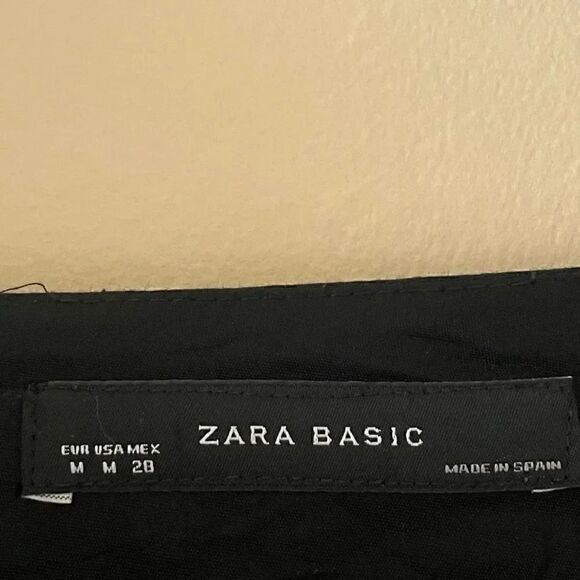 ZARA BASIC
EUR USA MEX
M M 28
MADE IN SPAIN